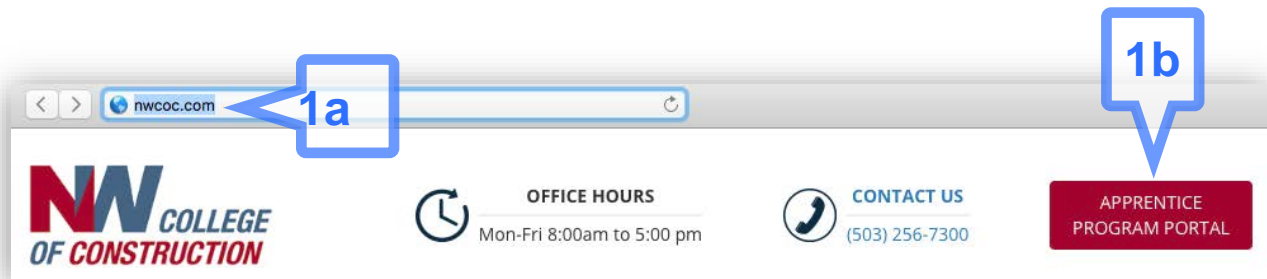 1b
nwcoc.com
1a
NW COLLEGE
OF CONSTRUCTION
OFFICE HOURS
Mon-Fri 8:00am to 5:00 pm
CONTACT US
(503) 256-7300
APPRENTICE
PROGRAM PORTAL